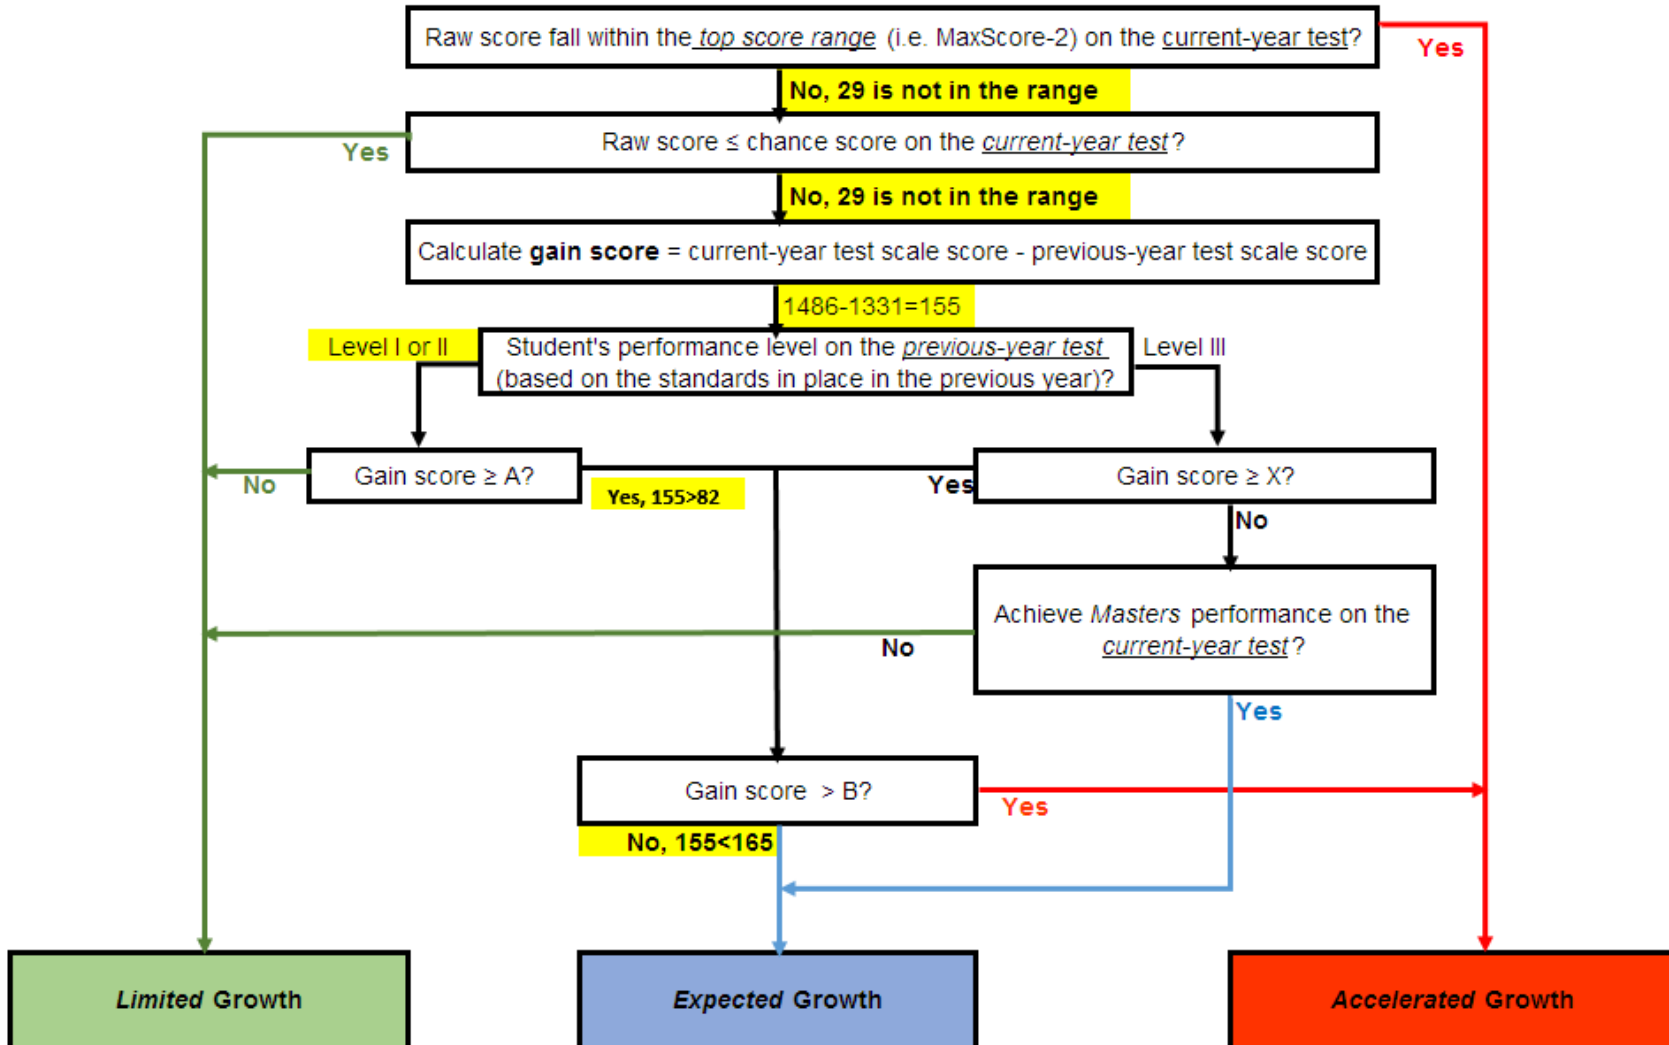 Raw score fall within the top score range (i.e. MaxScore-2) on the current-year test?
Yes
No, 29 is not in the range
Raw score ≤ chance score on the current-year test?
Yes
No, 29 is not in the range
Calculate gain score = current-year test scale score - previous-year test scale score
1486-1331=155
Level I or II
Student's performance level on the previous-year test
(based on the standards in place in the previous year)?
Level III
Gain score ≥ A?
No
Yes, 155>82
Yes
Gain score ≥ X?
No
Achieve Masters performance on the
current-year test?
No
Yes
Gain score > B?
Yes
No, 155<165
Limited Growth
Expected Growth
Accelerated Growth